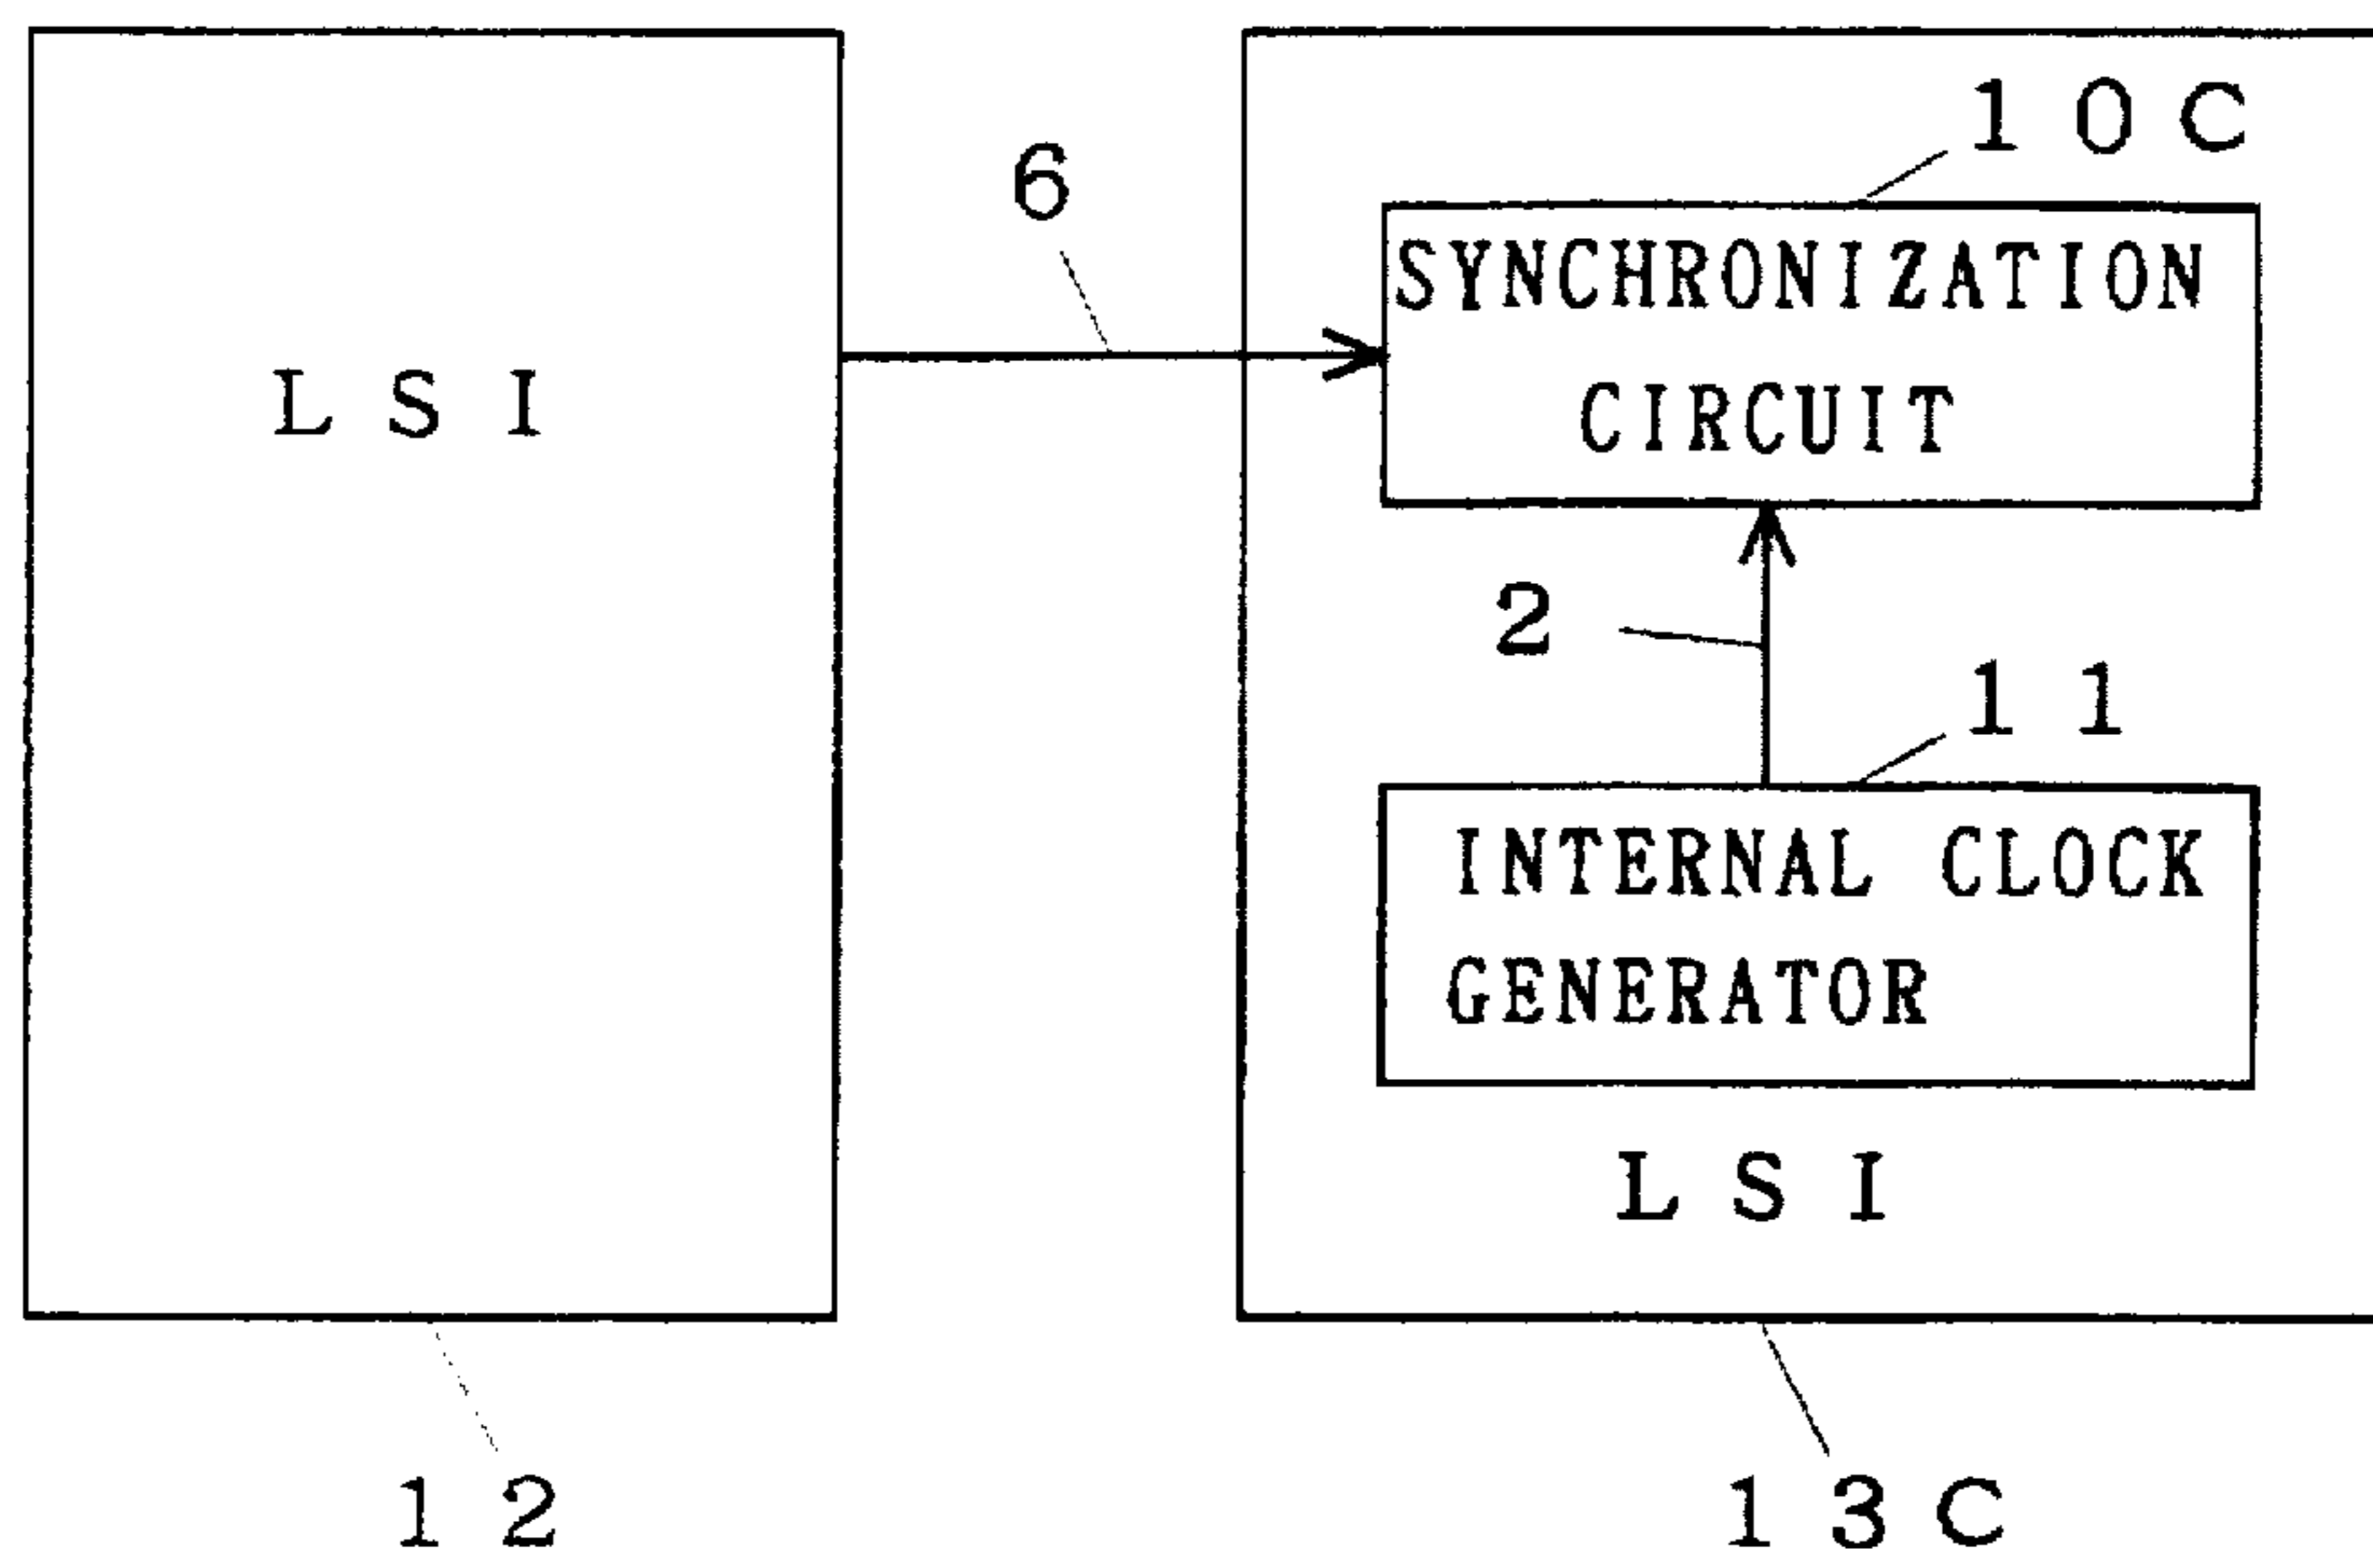 10C
6
SYNCHRONIZATION
CIRCUIT
LSI
2
11
INTERNAL CLOCK
GENERATOR
LSI
12
13C